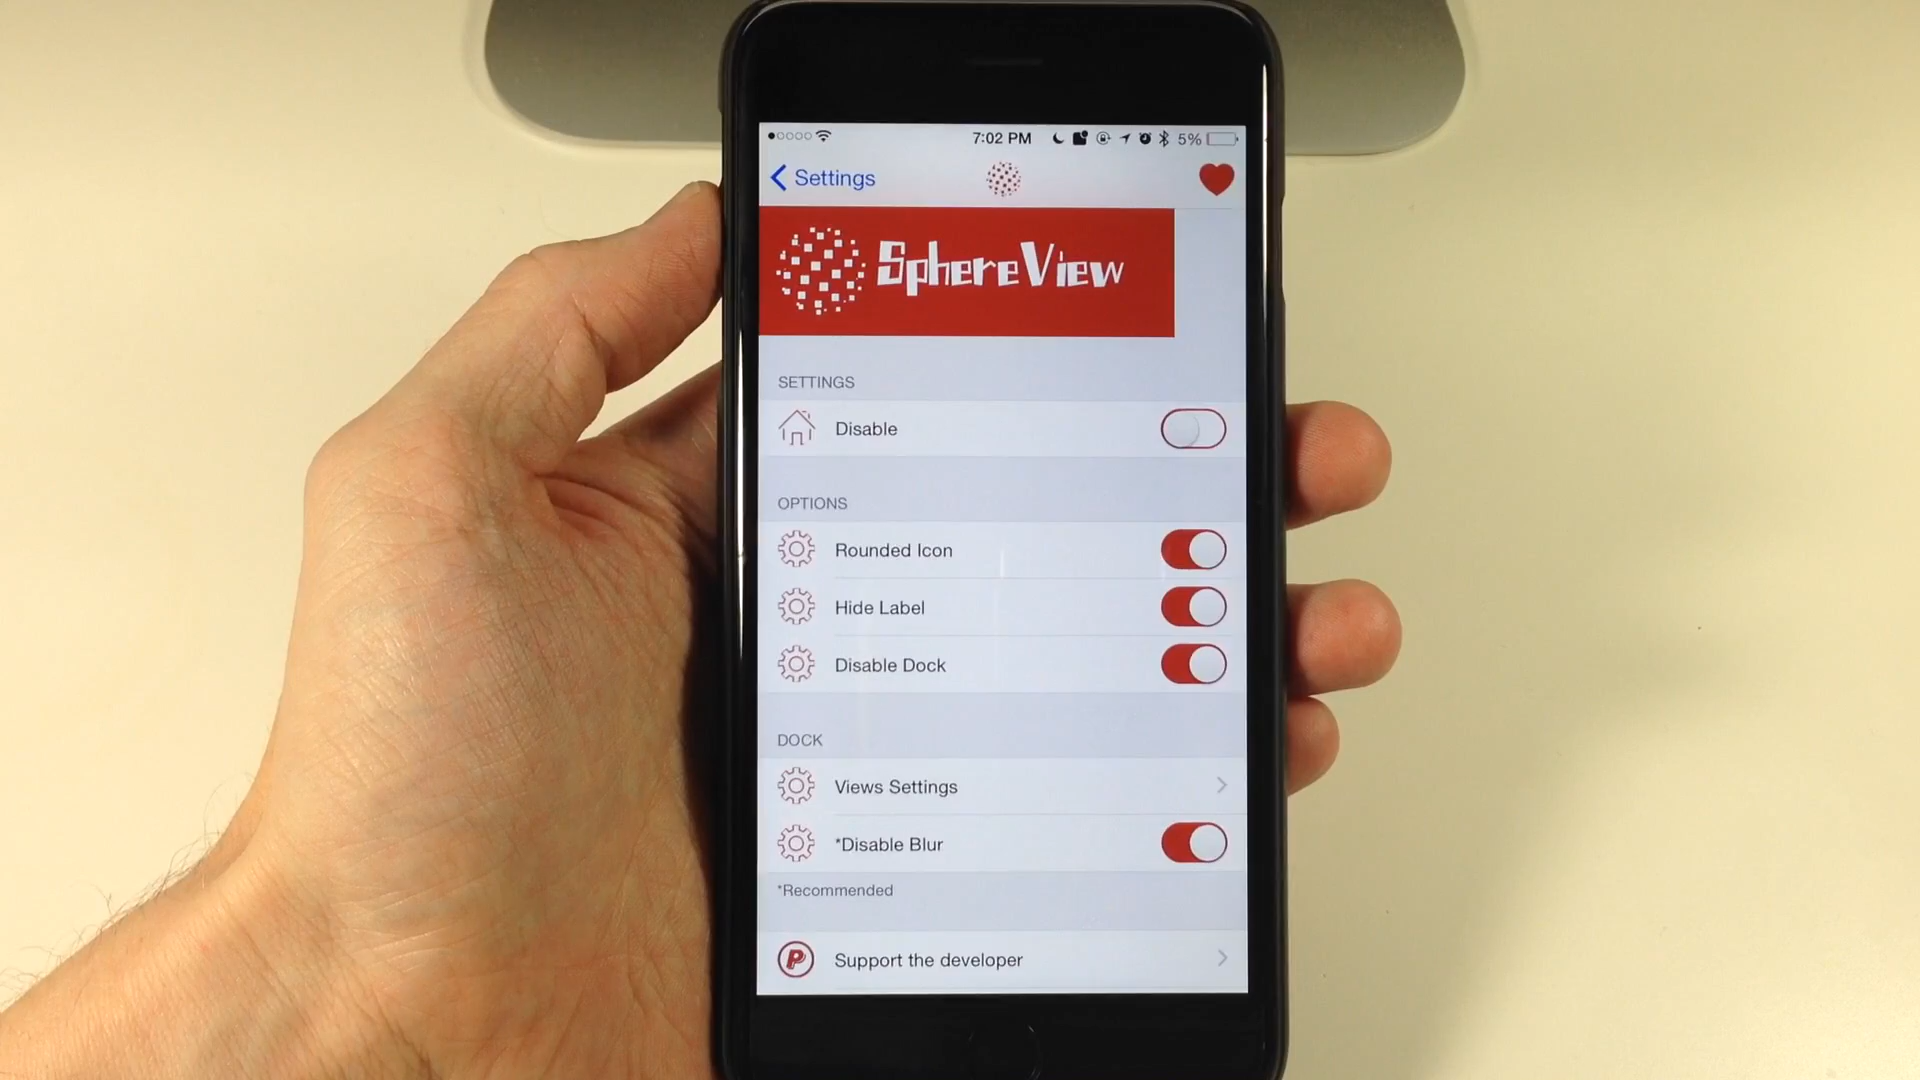 7:02 PM 5%
Settings
SphereView
SETTINGS
Disable
OPTIONS
Rounded Icon
Hide Label
Disable Dock
DOCK
Views Settings
*Disable Blur
*Recommended
P Support the developer